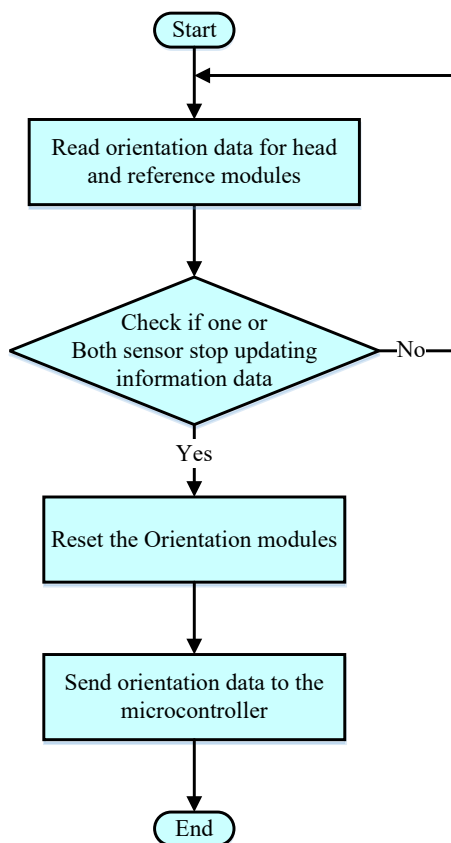 Start
Read orientation data for head
and reference modules
Check if one or
Both sensor stop updating
information data
No
Yes
Reset the Orientation modules
Send orientation data to the
microcontroller
End